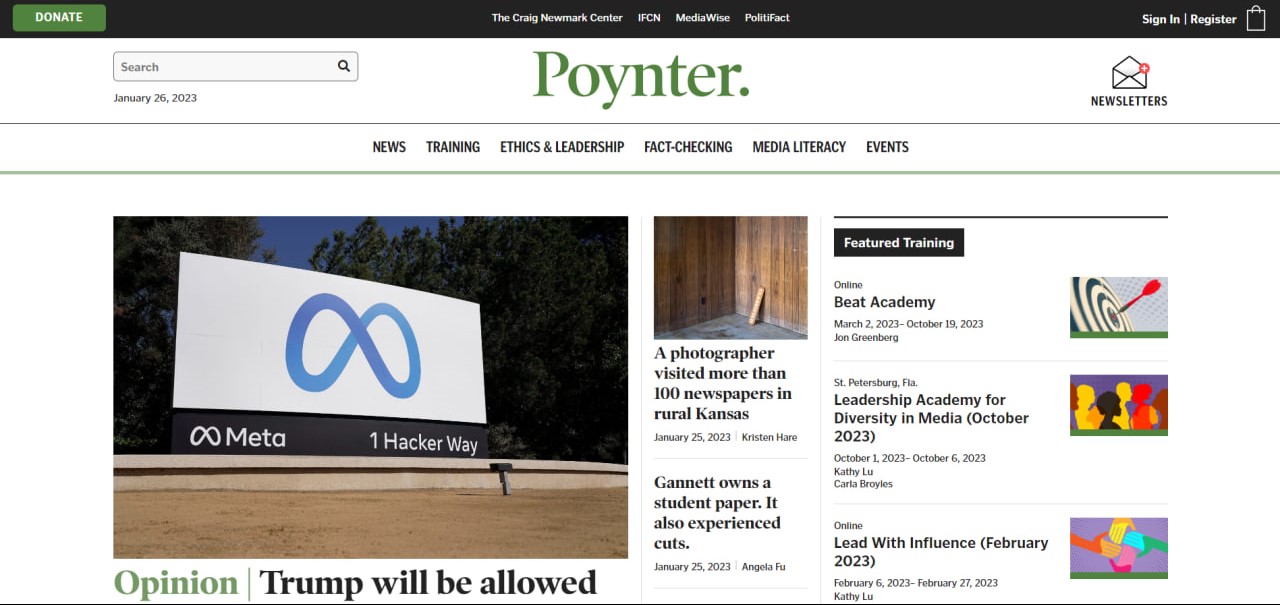 DONATE
The Craig Newmark Center IFCN MediaWise PolitiFact
Sign In | Register
Search
January 26, 2023
Poynter.
NEWSLETTERS
NEWS TRAINING ETHICS & LEADERSHIP FACT-CHECKING MEDIA LITERACY EVENTS
Meta 1 Hacker Way
Opinion | Trump will be allowed
A photographer
visited more than
100 newspapers in
rural Kansas
January 25, 2023 | Kristen Hare
Gannett owns a
student paper. It
also experienced
cuts.
January 25, 2023 | Angela Fu
Featured Training
Online
Beat Academy
March 2, 2023– October 19, 2023
Jon Greenberg
St. Petersburg, Fla.
Leadership Academy for
Diversity in Media (October
2023)
October 1, 2023– October 6, 2023
Kathy Lu
Carla Broyles
Online
Lead With Influence (February
2023)
February 6, 2023– February 27, 2023
Kathy Lu